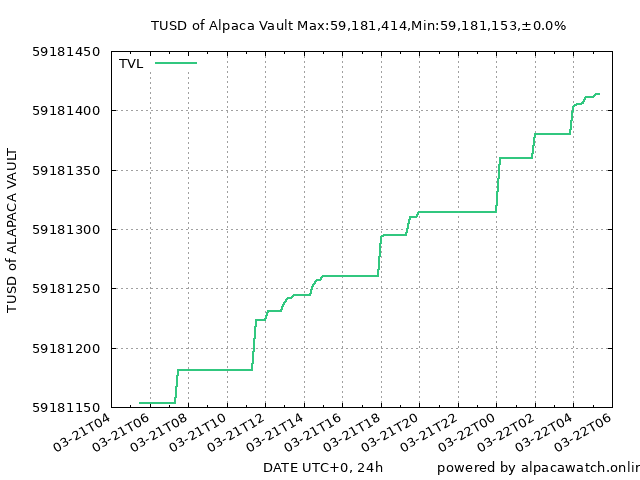 TUSD of Alpaca Vault Max:59,181,414,Min:59,181,153,±0.0%
TVL
59181450
59181400
59181350
59181300
59181250
59181200
59181150
TUSD of ALAPACA VAULT
03-21T04
03-21T06
03-21T08
03-21T10
03-21T12
03-21T14
03-21T16
03-21T18
03-21T20
03-21T22
03-22T00
03-22T02
03-22T04
03-22T06
DATE UTC+0, 24h
powered by alpacawatch.onlin